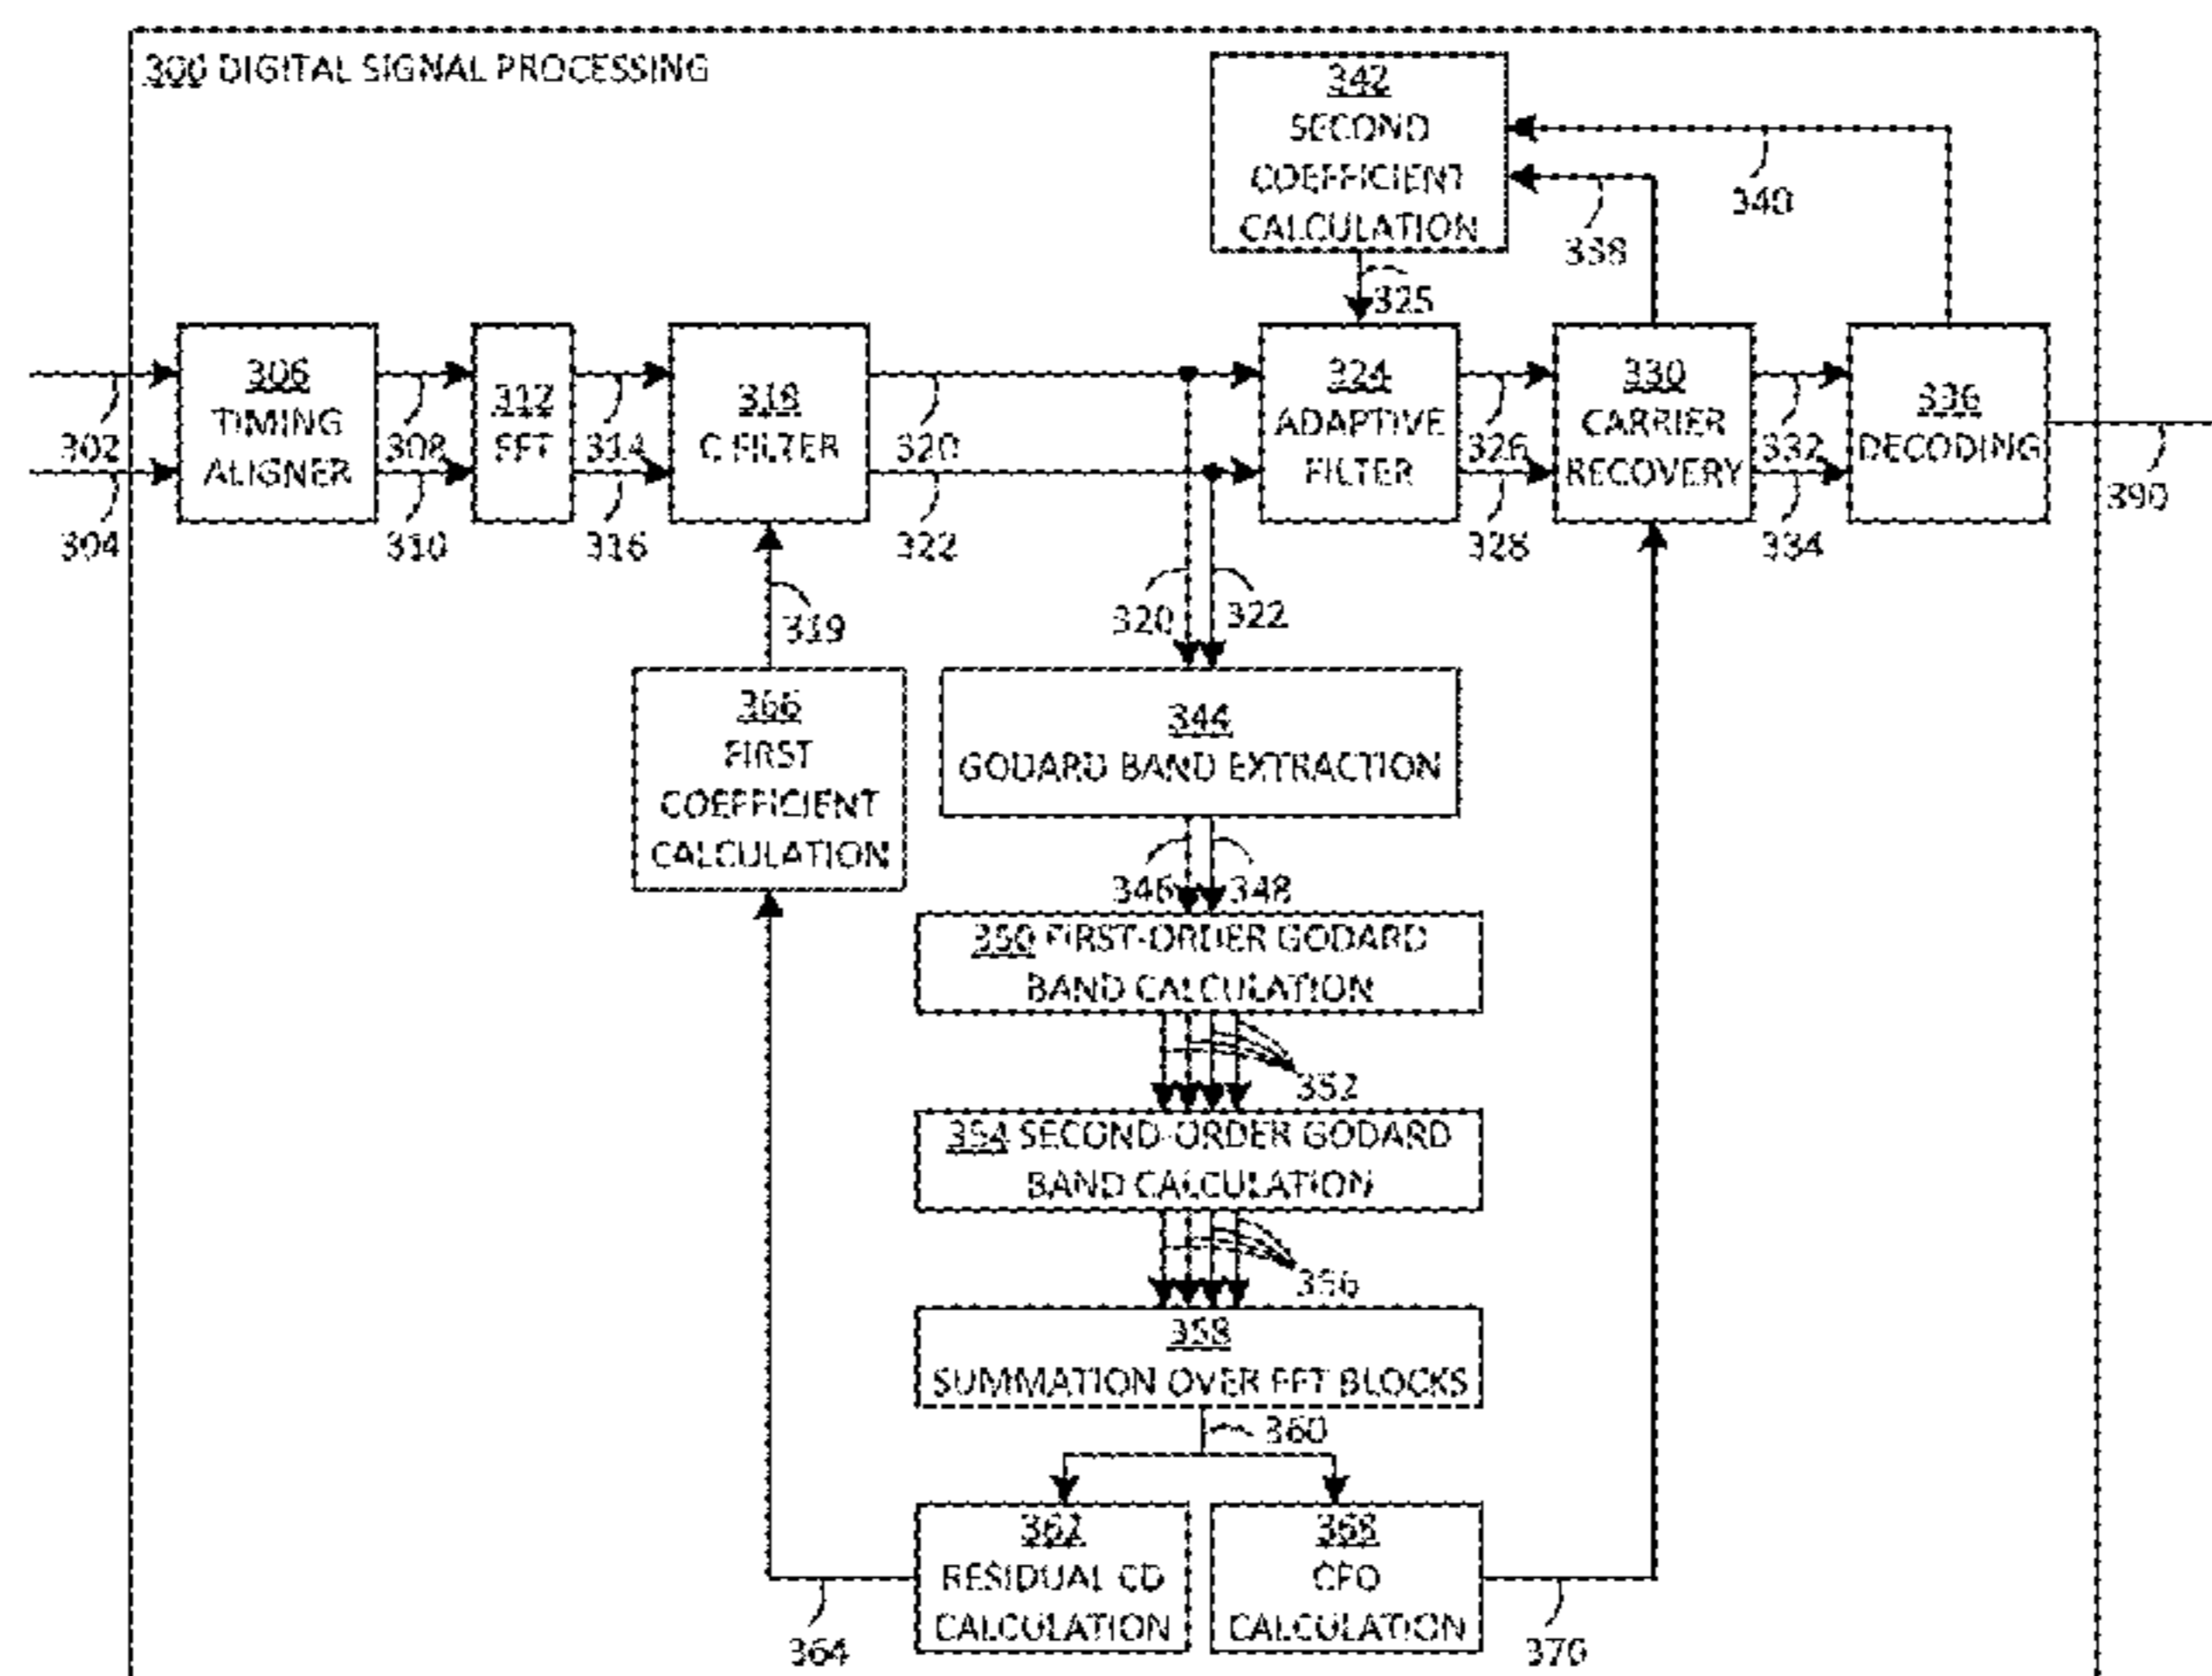 300 DIGITAL SIGNAL PROCESSING
342
SECOND
COEFFICIENT
CALCULATION
340
338
325
306
TIMING
ALIGNER
312
FFT
318
C FILTER
324
ADAPTIVE
FILTER
330
CARRIER
RECOVERY
336
DECODING
302
308
314
320
326
332
304
310
316
322
328
334
390
319
320
322
366
FIRST
COEFFICIENT
CALCULATION
344
GODARD BAND EXTRACTION
346
348
350 FIRST-ORDER GODARD
BAND CALCULATION
352
354 SECOND-ORDER GODARD
BAND CALCULATION
356
358
SUMMATION OVER FFT BLOCKS
360
362
RESIDUAL CD
CALCULATION
368
CFO
CALCULATION
364
370